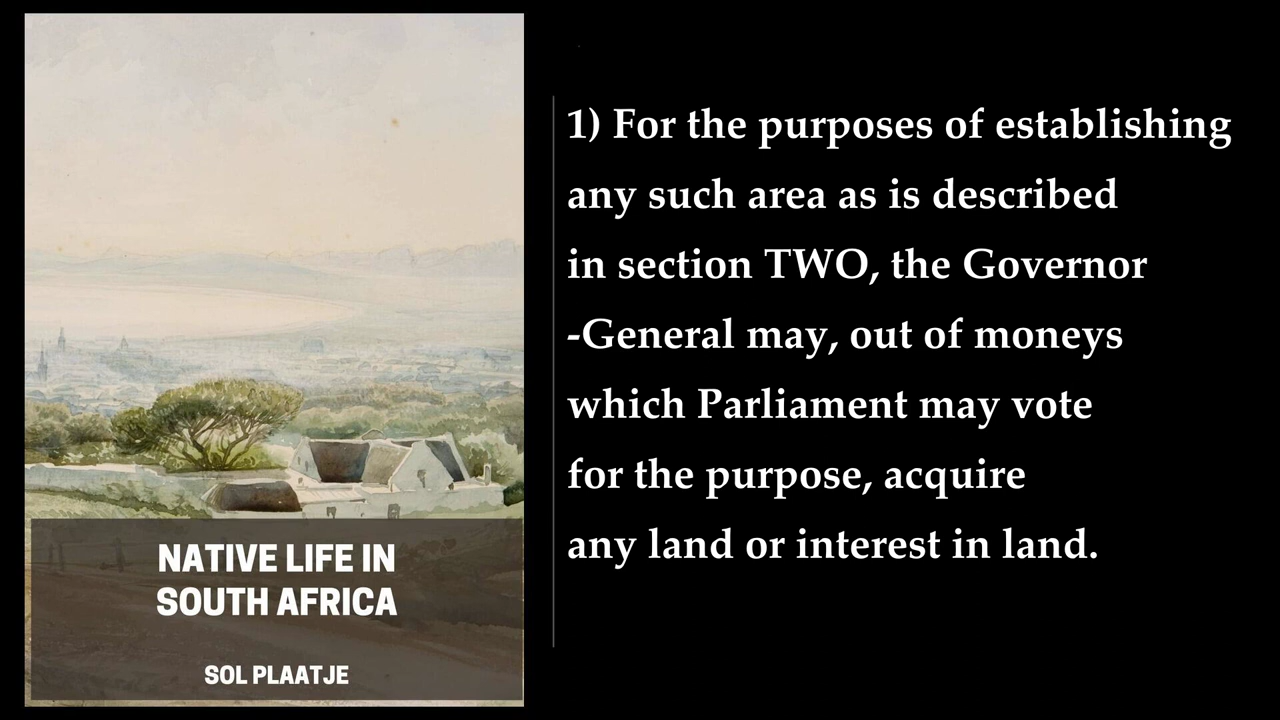 NATIVE LIFE IN
SOUTH AFRICA
SOL PLAATJE
1) For the purposes of establishing
any such area as is described
in section TWO, the Governor
-General may, out of moneys
which Parliament may vote
for the purpose, acquire
any land or interest in land.